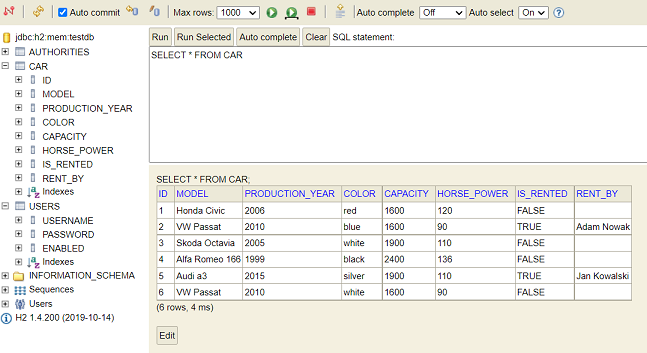 Auto commit Max rows: 1000 Auto complete Off Auto select On
jdbc:h2:mem:testdb
AUTHORITIES
CAR
ID
MODEL
PRODUCTION_YEAR
COLOR
CAPACITY
HORSE_POWER
IS_RENTED
RENT_BY
Indexes
USERS
USERNAME
PASSWORD
ENABLED
Indexes
INFORMATION_SCHEMA
Sequences
Users
H2 1.4.200 (2019-10-14)
Run Run Selected Auto complete Clear SQL statement:
SELECT * FROM CAR
SELECT * FROM CAR;
ID MODEL PRODUCTION_YEAR COLOR CAPACITY HORSE_POWER IS_RENTED RENT_BY
1 Honda Civic 2006 red 1600 120 FALSE
2 VW Passat 2010 blue 1600 90 TRUE Adam Nowak
3 Skoda Octavia 2005 white 1900 110 FALSE
4 Alfa Romeo 166 1999 black 2400 136 FALSE
5 Audi a3 2015 silver 1900 110 TRUE Jan Kowalski
6 VW Passat 2010 white 1600 90 FALSE
(6 rows, 4 ms)
Edit